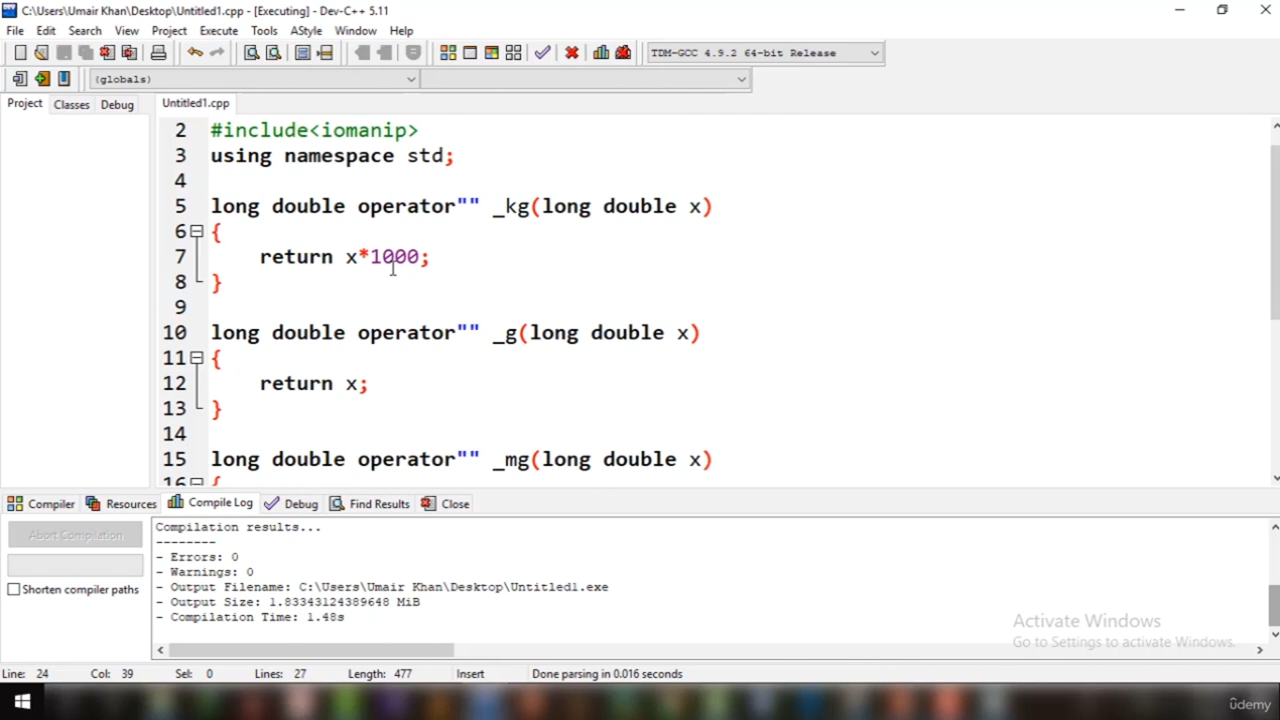 C:\Users\Umair Khan\Desktop\Untitled1.cpp - [Executing] - Dev-C++ 5.11
File Edit Search View Project Execute Tools AStyle Window Help
TDM-GCC 4.9.2 64-bit Release
(globals)
Project Classes Debug Untitled1.cpp
2 #include<iomanip>
3 using namespace std;
4
5 long double operator"" _kg(long double x)
6 {
7 return x*1000;
8 }
9
10 long double operator"" _g(long double x)
11 {
12 return x;
13 }
14
15 long double operator"" _mg(long double x)
16 {
Compiler Resources Compile Log Debug Find Results Close
Abort Compilation
Shorten compiler paths
Compilation results...
--------
- Errors: 0
- Warnings: 0
- Output Filename: C:\Users\Umair Khan\Desktop\Untitled1.exe
- Output Size: 1.83343124389648 MiB
- Compilation Time: 1.48s
Activate Windows
Go to Settings to activate Windows.
Line: 24 Col: 39 Sel: 0 Lines: 27 Length: 477 Insert Done parsing in 0.016 seconds
ûdemy